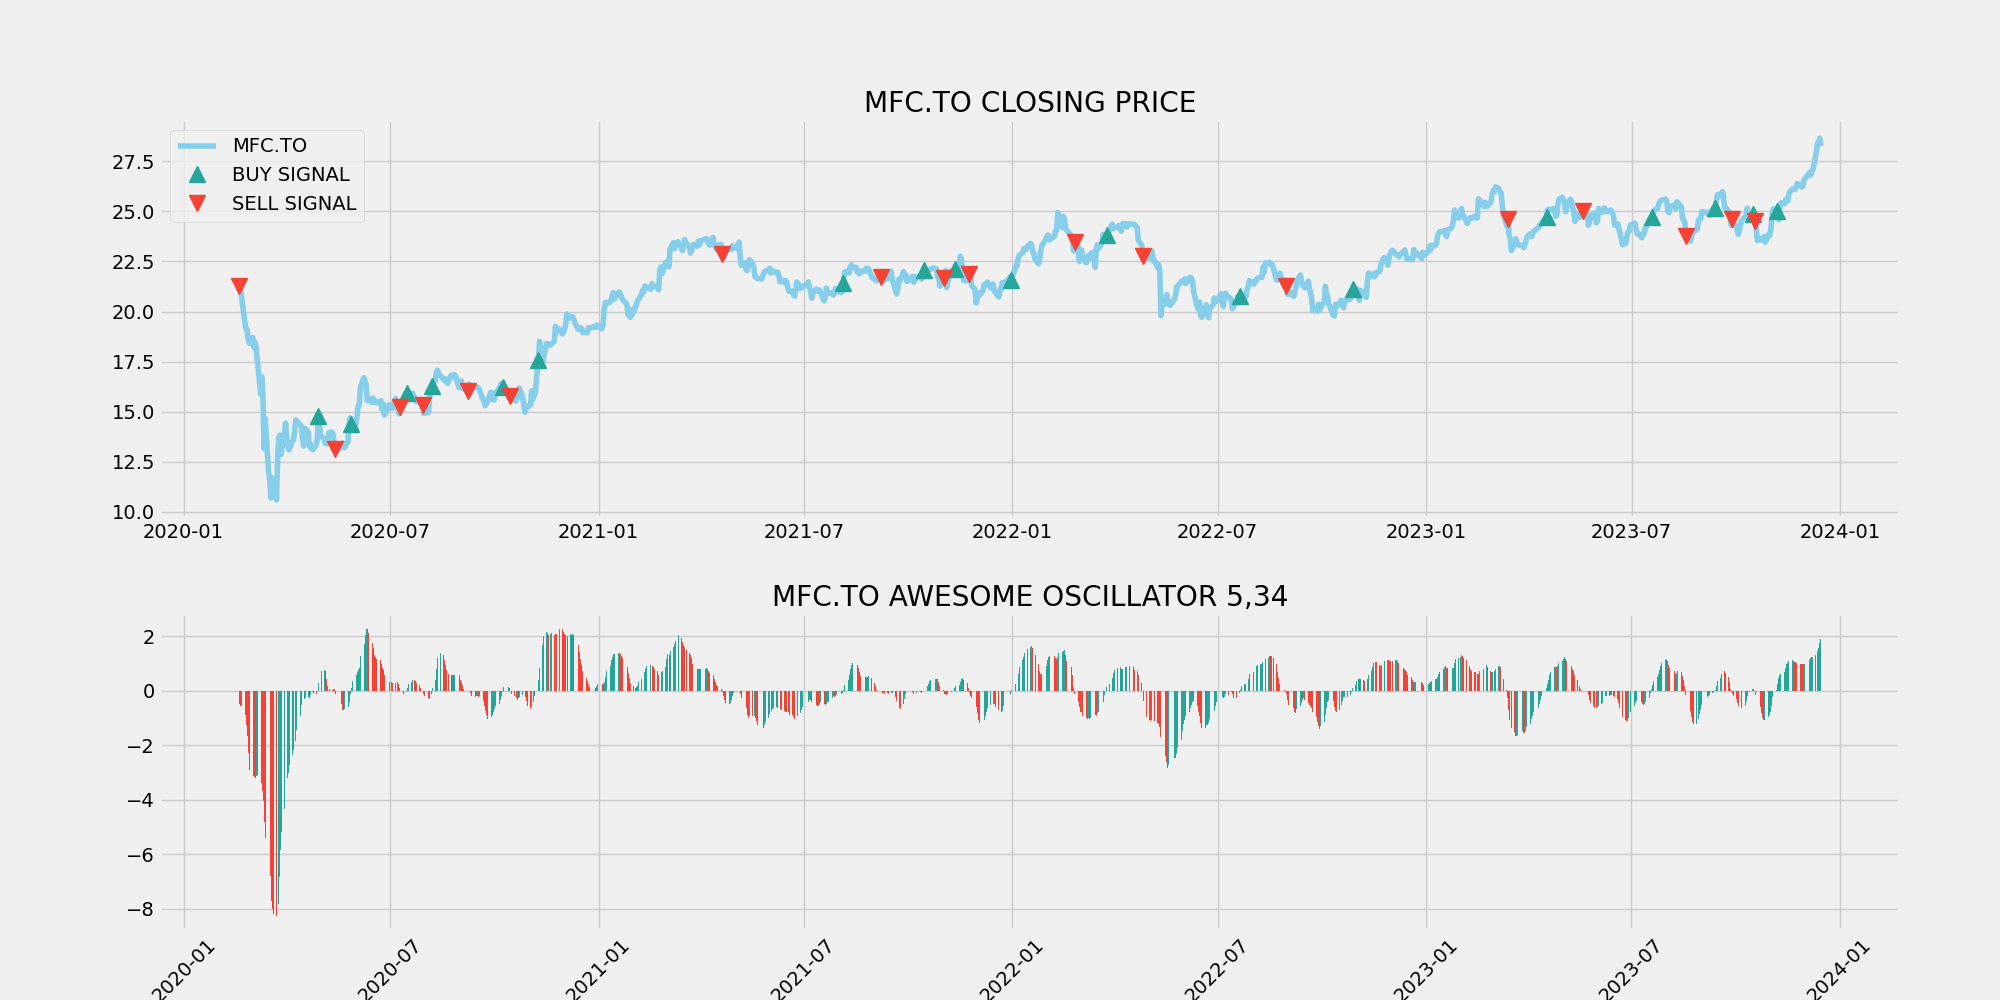 MFC.TO CLOSING PRICE
MFC.TO
BUY SIGNAL
SELL SIGNAL
27.5
25.0
22.5
20.0
17.5
15.0
12.5
10.0
2020-01 2020-07 2021-01 2021-07 2022-01 2022-07 2023-01 2023-07 2024-01
MFC.TO AWESOME OSCILLATOR 5,34
2
0
−2
−4
−6
−8
2020-01 2020-07 2021-01 2021-07 2022-01 2022-07 2023-01 2023-07 2024-01